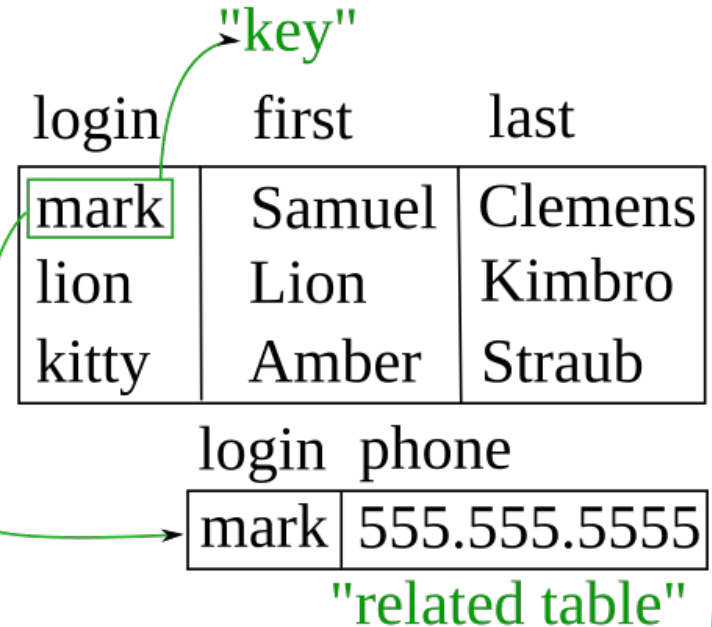 "key"
login first last
mark Samuel Clemens
lion Lion Kimbro
kitty Amber Straub
login phone
mark 555.555.5555
"related table"